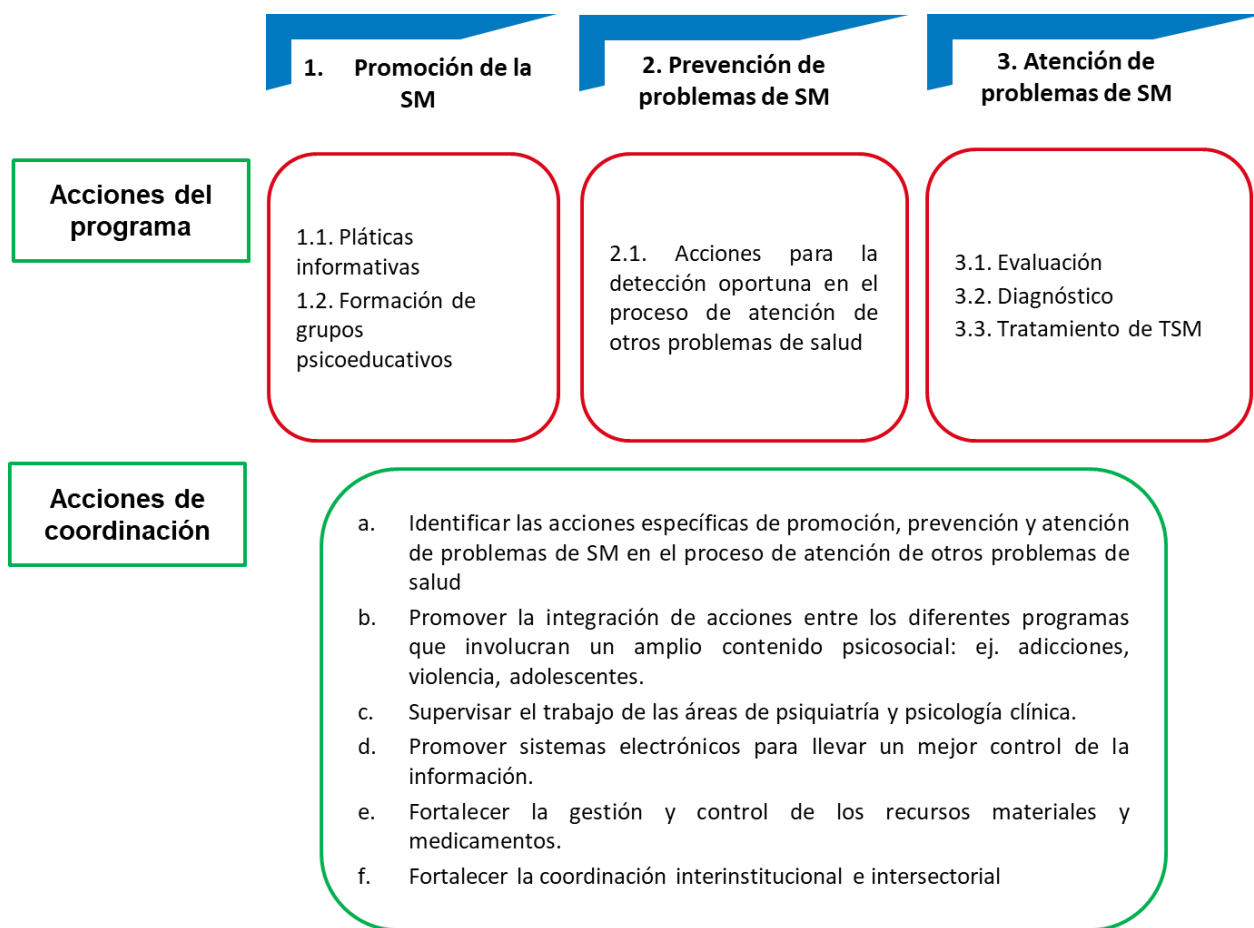 1. Promoción de la
SM
2. Prevención de
problemas de SM
3. Atención de
problemas de SM
Acciones del
programa
1.1. Pláticas
informativas
1.2. Formación de
grupos
psicoeducativos
2.1. Acciones para la
detección oportuna en el
proceso de atención de
otros problemas de salud
3.1. Evaluación
3.2. Diagnóstico
3.3. Tratamiento de TSM
Acciones de
coordinación
a. Identificar las acciones específicas de promoción, prevención y atención
de problemas de SM en el proceso de atención de otros problemas de
salud
b. Promover la integración de acciones entre los diferentes programas
que involucran un amplio contenido psicosocial: ej. adicciones,
violencia, adolescentes.
c. Supervisar el trabajo de las áreas de psiquiatría y psicología clínica.
d. Promover sistemas electrónicos para llevar un mejor control de la
información.
e. Fortalecer la gestión y control de los recursos materiales y
medicamentos.
f. Fortalecer la coordinación interinstitucional e intersectorial